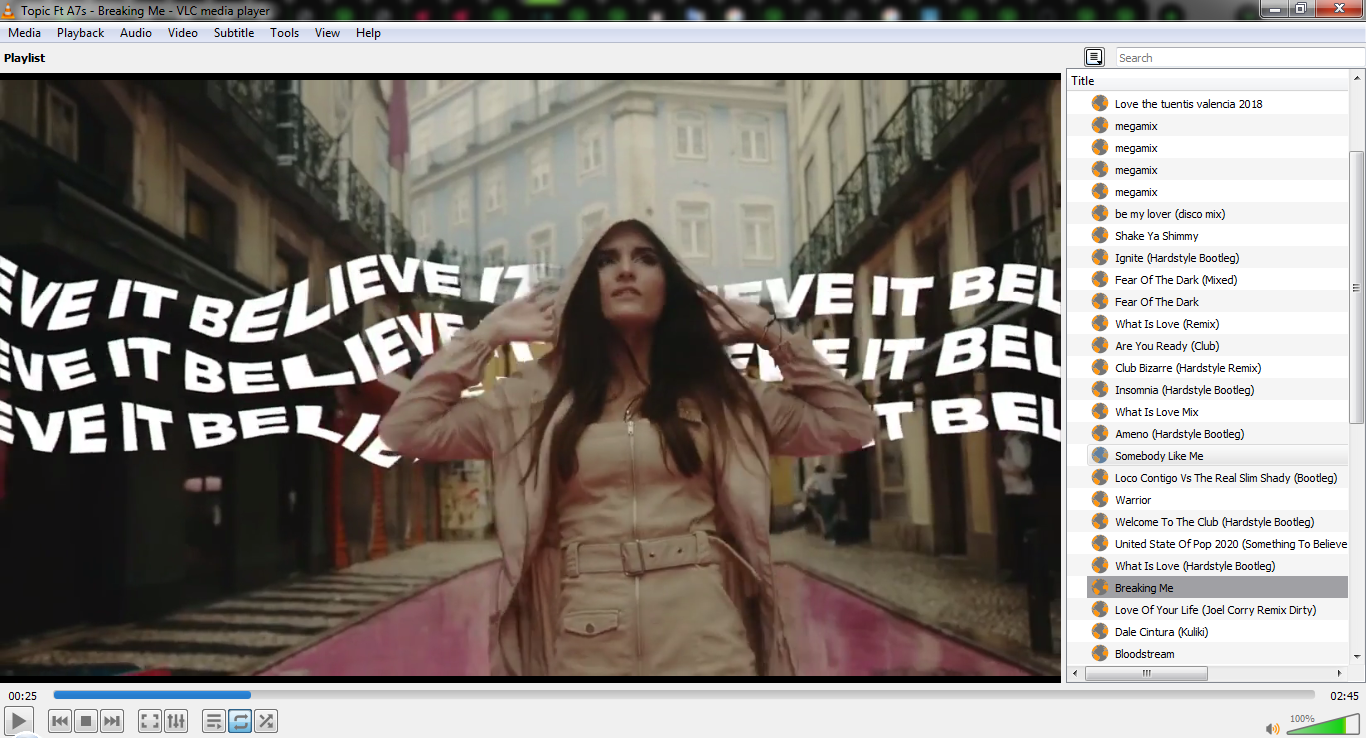 Topic Ft A7s - Breaking Me - VLC media player
Media Playback Audio Video Subtitle Tools View Help
Playlist
Search
Title
Love the tuentis valencia 2018
megamix
megamix
megamix
megamix
be my lover (disco mix)
Shake Ya Shimmy
Ignite (Hardstyle Bootleg)
Fear Of The Dark (Mixed)
Fear Of The Dark
What Is Love (Remix)
Are You Ready (Club)
Club Bizarre (Hardstyle Remix)
Insomnia (Hardstyle Bootleg)
What Is Love Mix
Ameno (Hardstyle Bootleg)
Somebody Like Me
Loco Contigo Vs The Real Slim Shady (Bootleg)
Warrior
Welcome To The Club (Hardstyle Bootleg)
United State Of Pop 2020 (Something To Believe
What Is Love (Hardstyle Bootleg)
Breaking Me
Love Of Your Life (Joel Corry Remix Dirty)
Dale Cintura (Kuliki)
Bloodstream
EVE IT BELIEVE IT EVE IT BEL
EVE IT BELIEVE EVE IT BEL
EVE IT BELI T BEL
00:25
02:45
100%